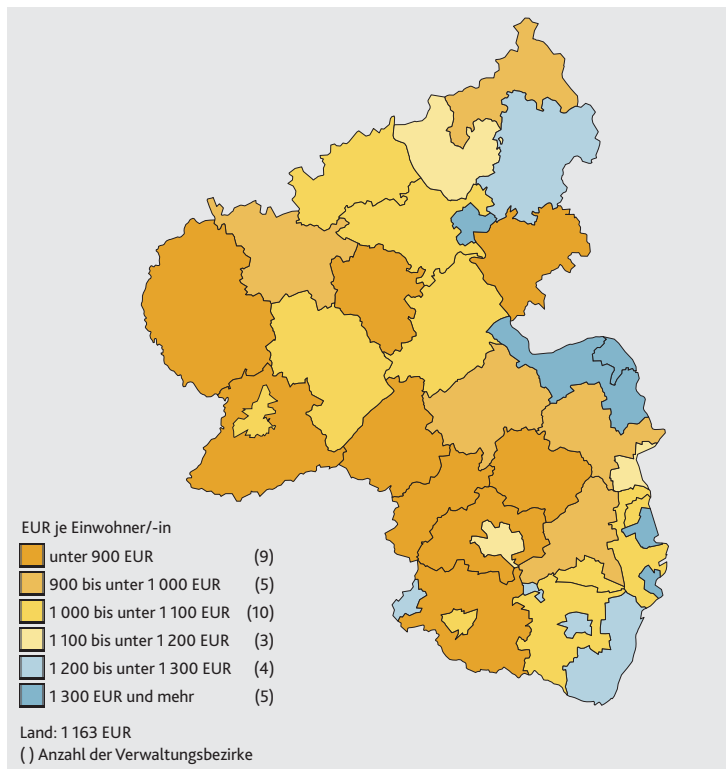 EUR je Einwohner/-in
unter 900 EUR (9)
900 bis unter 1 000 EUR (5)
1 000 bis unter 1 100 EUR (10)
1 100 bis unter 1 200 EUR (3)
1 200 bis unter 1 300 EUR (4)
1 300 EUR und mehr (5)
Land: 1 163 EUR
( ) Anzahl der Verwaltungsbezirke